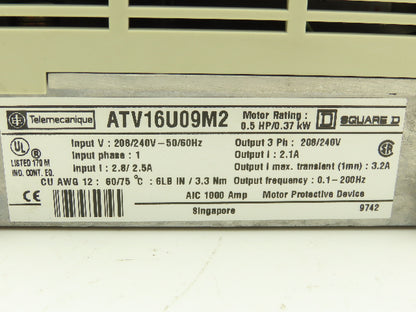 Telemecanique ATV16U09M2 Motor Rating : 0.5 HP/0.37 kW D SQUARE D
UL ® LISTED 179 M IND. CONT. EQ.
Input V : 208/240V-50/60Hz Output 3 Ph : 208/240V
Input phase : 1 Output i : 2.1A
Input i : 2.8/ 2.5A Output i max. transient (1mn) : 3.2A
CU AWG 12 : 60/75 °C : 6LB IN / 3.3 Nm Output frequency : 0.1-200Hz
CE AIC 1000 Amp Motor Protective Device
Singapore 9742